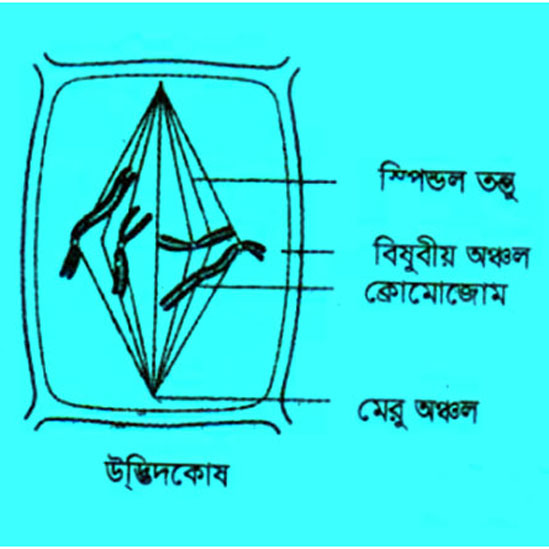 স্পিন্ডল তন্তু
বিষুবীয় অঞ্চল
ক্রোমোজোম
মেরু অঞ্চল
উদ্ভিদকোষ